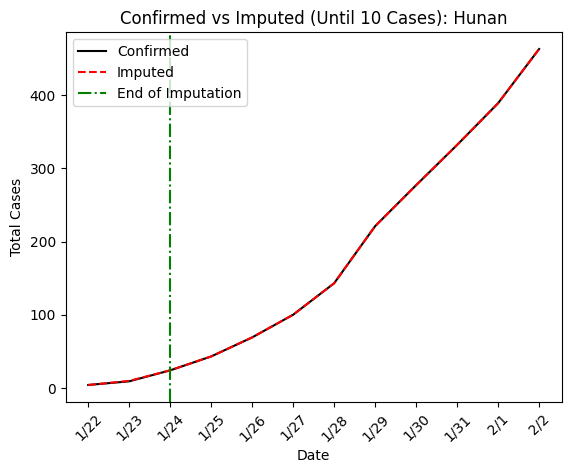 Confirmed vs Imputed (Until 10 Cases): Hunan
Confirmed
Imputed
End of Imputation
Total Cases
400
300
200
100
0
1/22
1/23
1/24
1/25
1/26
1/27
1/28
1/29
1/30
1/31
2/1
2/2
Date